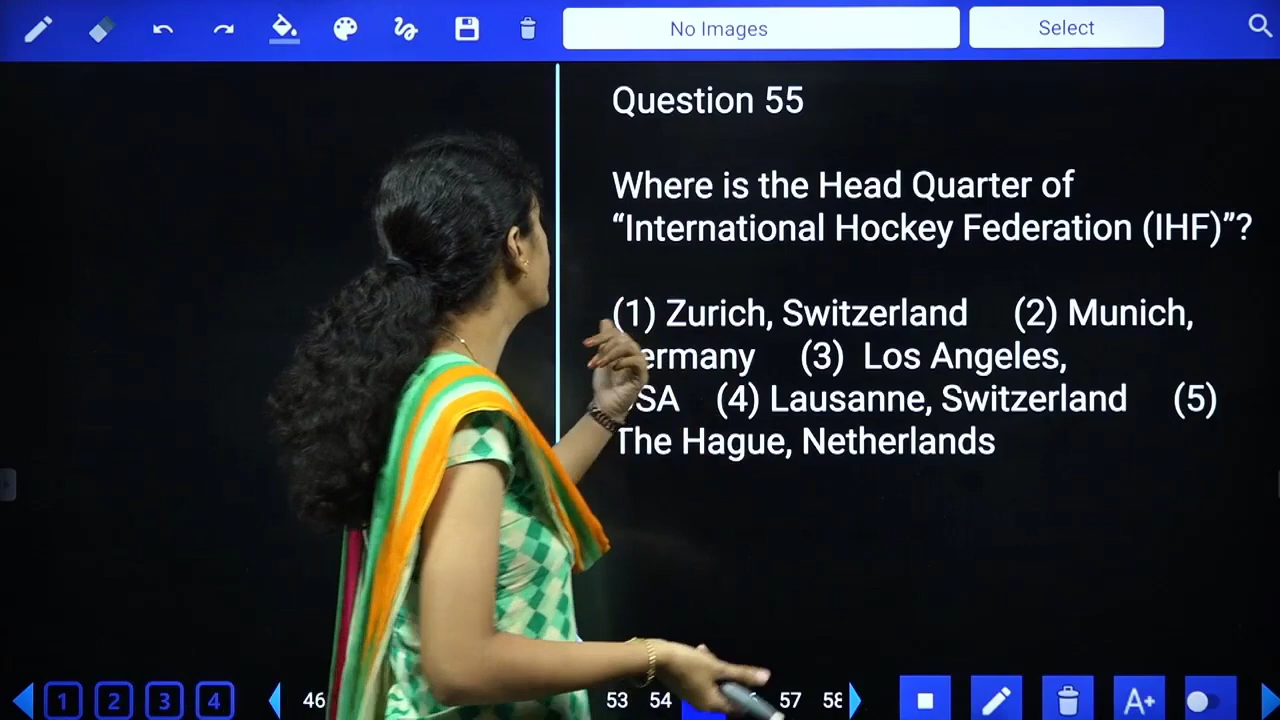 No Images
Select
Question 55
Where is the Head Quarter of
“International Hockey Federation (IHF)”?
(1) Zurich, Switzerland (2) Munich,
(3) Los Angeles,
(4) Lausanne, Switzerland (5)
The Hague, Netherlands
1 2 3 4 46 53 54 57 58 A+